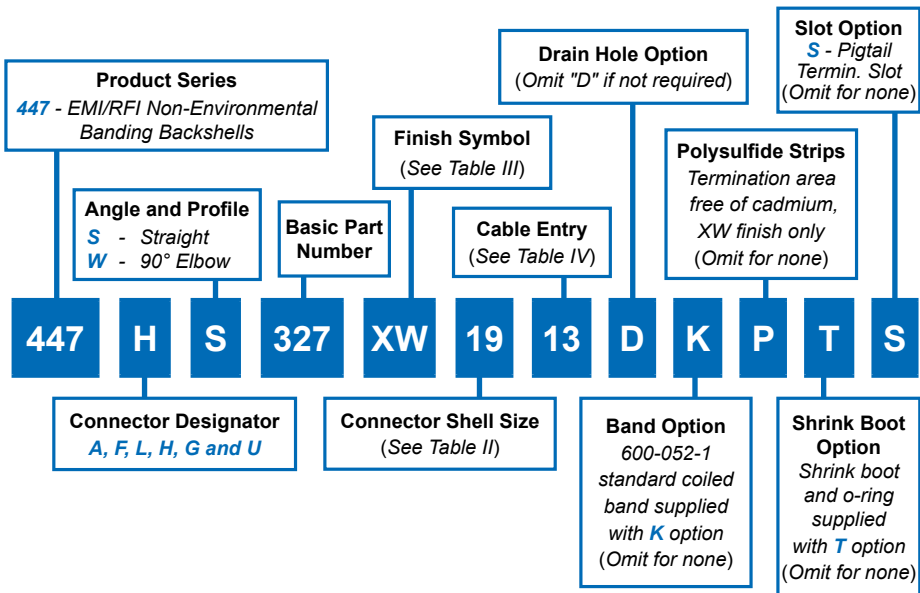 Product Series
447 - EMI/RFI Non-Environmental
Banding Backshells
Angle and Profile
S - Straight
W - 90° Elbow
Basic Part
Number
Finish Symbol
(See Table III)
Cable Entry
(See Table IV)
Drain Hole Option
(Omit "D" if not required)
Polysulfide Strips
Termination area
free of cadmium,
XW finish only
(Omit for none)
Slot Option
S - Pigtail
Termin. Slot
(Omit for none)
447 H S 327 XW 19 13 D K P T S
Connector Designator
A, F, L, H, G and U
Connector Shell Size
(See Table II)
Band Option
600-052-1
standard coiled
band supplied
with K option
(Omit for none)
Shrink Boot
Option
Shrink boot
and o-ring
supplied
with T option
(Omit for none)